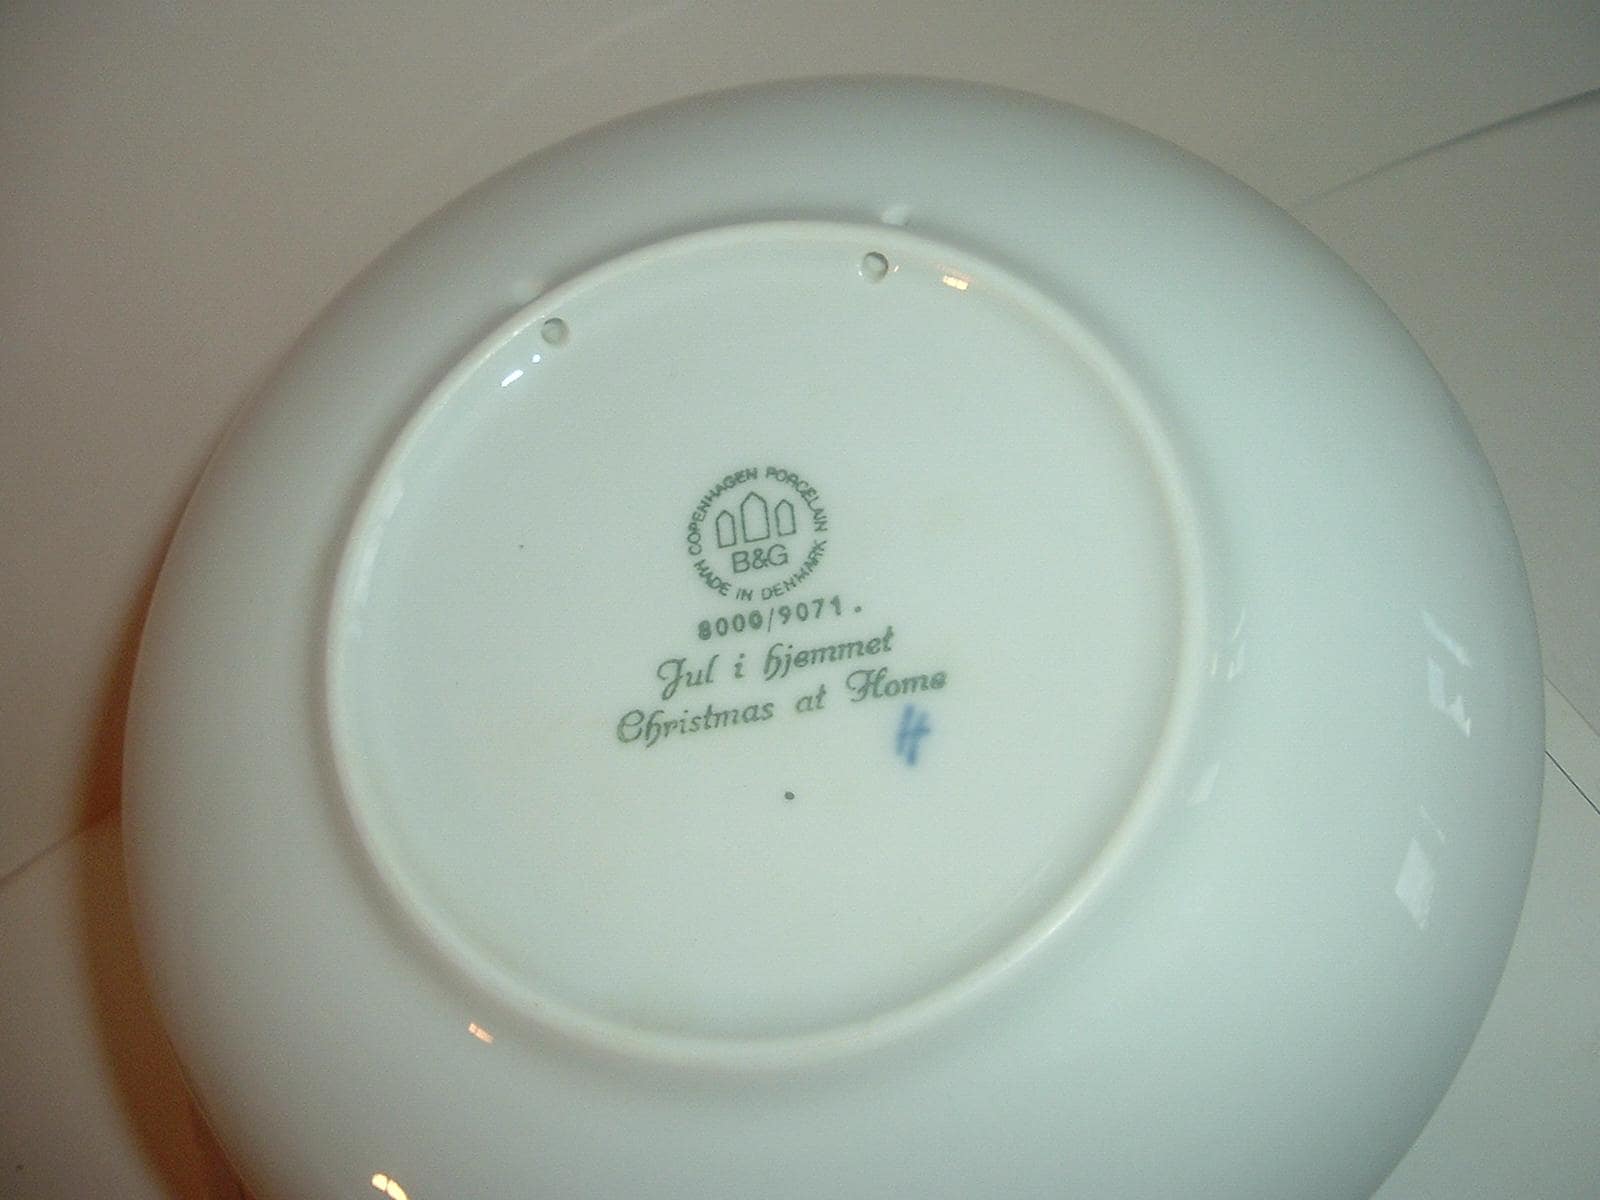 COPENHAGEN PORCELAIN
B&G
MADE IN DENMARK
8000/9071.
Jul i hjemmet
Christmas at Home
H